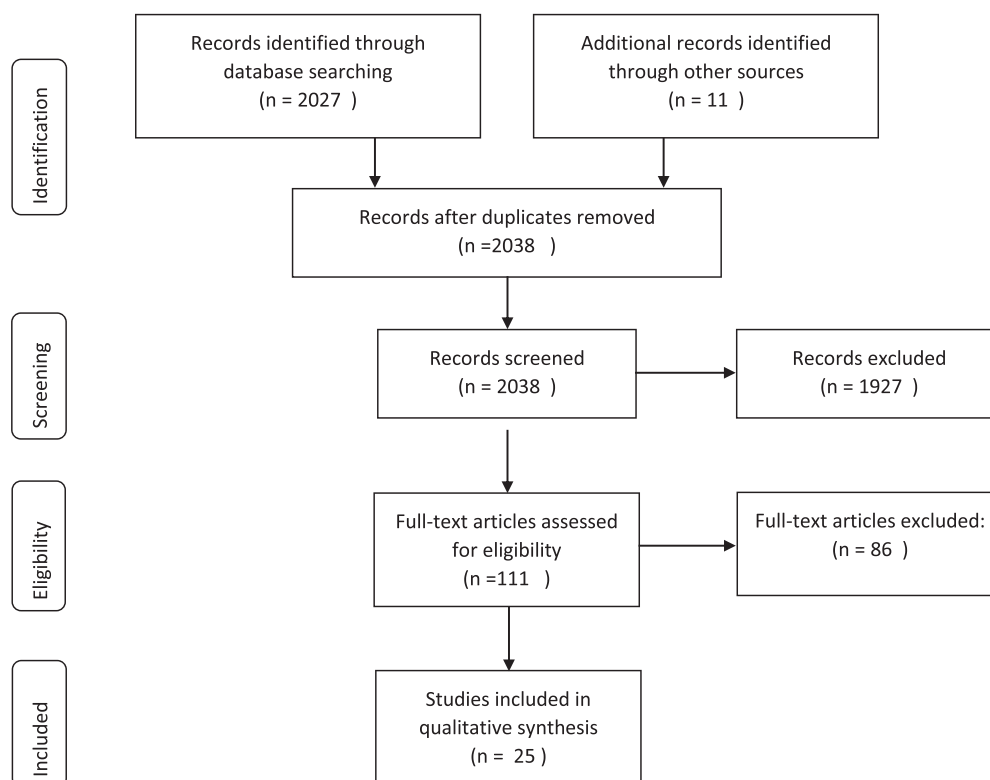 Identification
Records identified through
database searching
(n = 2027  )
Additional records identified
through other sources
(n = 11  )
Records after duplicates removed
(n =2038   )
Screening
Records screened
(n = 2038   )
Records excluded
(n = 1927  )
Eligibility
Full-text articles assessed
for eligibility
(n =111   )
Full-text articles excluded:
(n = 86  )
Included
Studies included in
qualitative synthesis
(n =  25 )